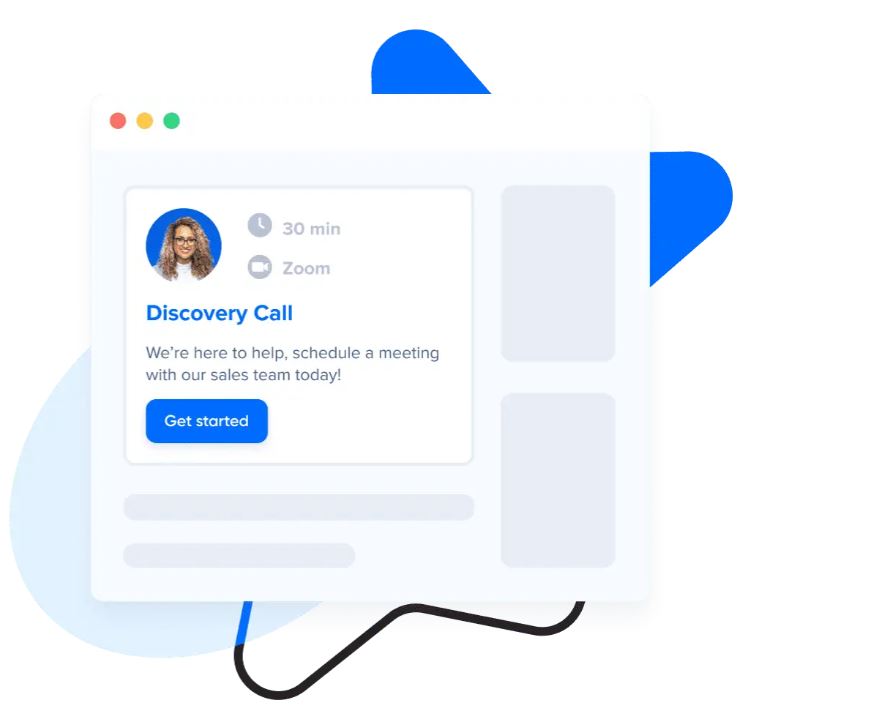 30 min
Zoom
Discovery Call
We’re here to help, schedule a meeting
with our sales team today!
Get started